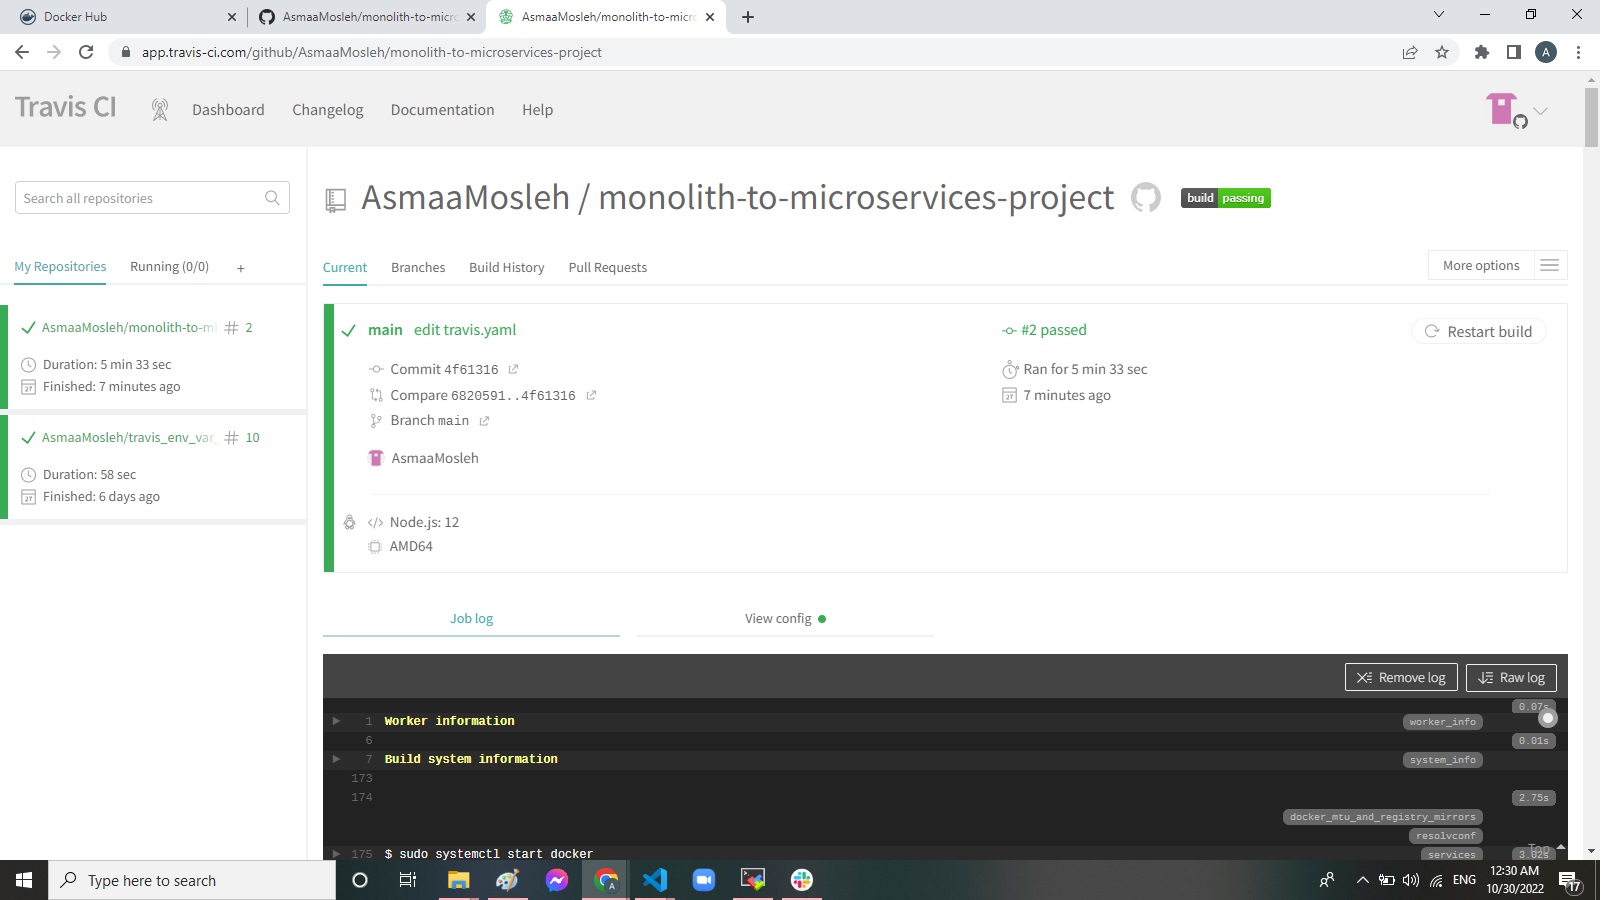 Docker Hub
AsmaaMosleh/monolith-to-micro
AsmaaMosleh/monolith-to-micro
app.travis-ci.com/github/AsmaaMosleh/monolith-to-microservices-project
A
Travis CI
Dashboard
Changelog
Documentation
Help
Search all repositories
My Repositories
Running (0/0)
+
AsmaaMosleh/monolith-to-mi # 2
Duration: 5 min 33 sec
Finished: 7 minutes ago
AsmaaMosleh/travis_env_var_ # 10
Duration: 58 sec
Finished: 6 days ago
AsmaaMosleh / monolith-to-microservices-project
build passing
Current
Branches
Build History
Pull Requests
More options
main edit travis.yaml
#2 passed
Restart build
Commit 4f61316
Ran for 5 min 33 sec
Compare 6820591..4f61316
7 minutes ago
Branch main
AsmaaMosleh
</> Node.js: 12
AMD64
Job log
View config
Remove log
Raw log
0.07s
1 Worker information worker_info
6 0.01s
7 Build system information system_info
173
174 2.75s
docker_mtu_and_registry_mirrors
resolvconf
175 $ sudo systemctl start docker services 3.02s
Top
Type here to search
A
ENG
12:30 AM
10/30/2022
17